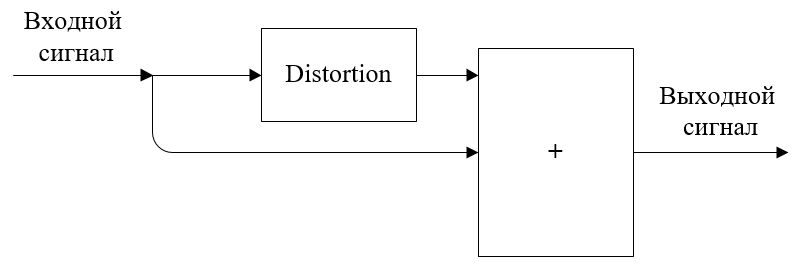 Входной
сигнал
Distortion
+
Выходной
сигнал